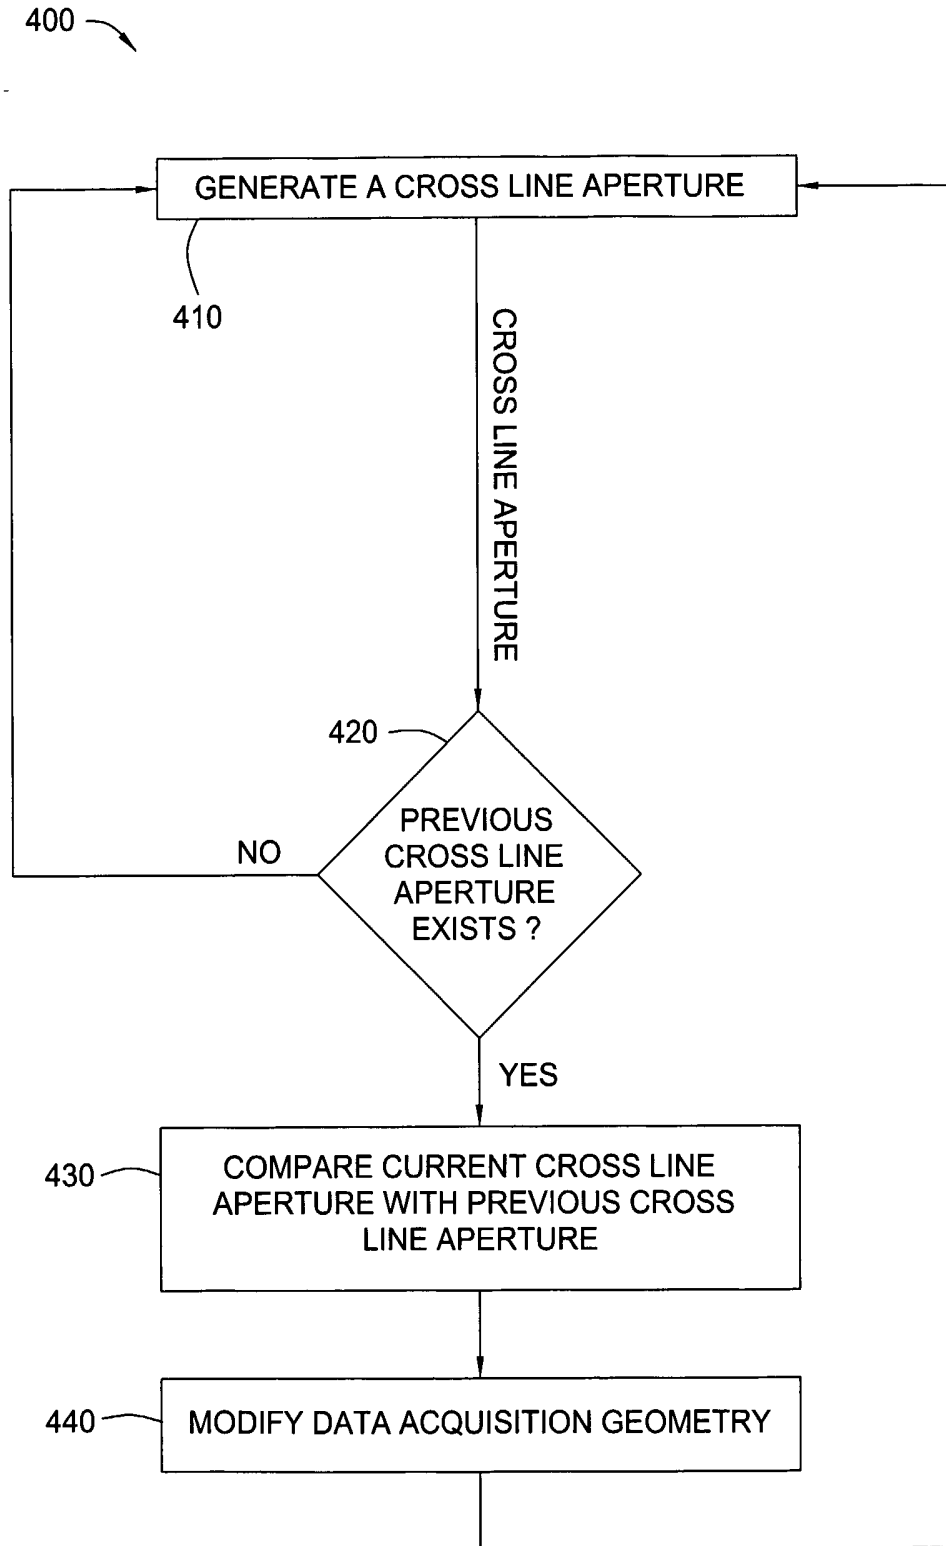 400
GENERATE A CROSS LINE APERTURE
410
CROSS LINE APERTURE
420
PREVIOUS
CROSS LINE
APERTURE
EXISTS ?
NO
YES
430
COMPARE CURRENT CROSS LINE
APERTURE WITH PREVIOUS CROSS
LINE APERTURE
440
MODIFY DATA ACQUISITION GEOMETRY